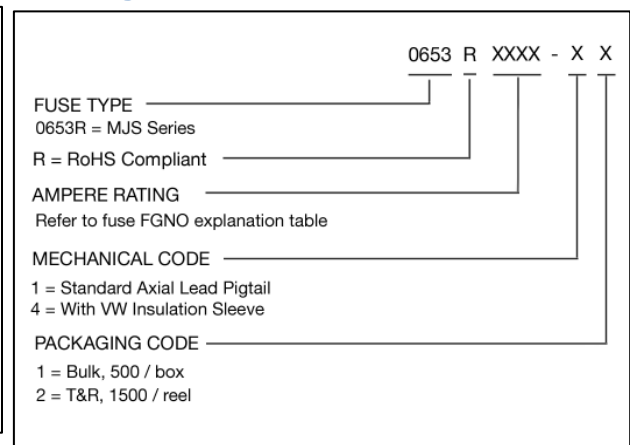 0653 R XXXX - X X
FUSE TYPE
0653R = MJS Series
R = RoHS Compliant
AMPERE RATING
Refer to fuse FGNO explanation table
MECHANICAL CODE
1 = Standard Axial Lead Pigtail
4 = With VW Insulation Sleeve
PACKAGING CODE
1 = Bulk, 500 / box
2 = T&R, 1500 / reel